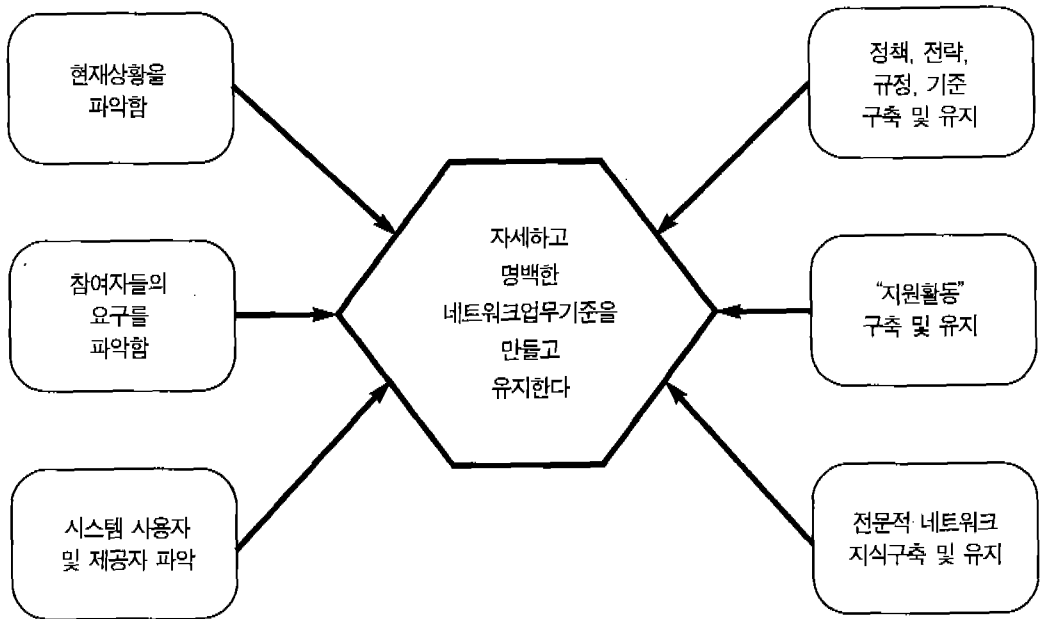 현재상황을
파악함
참여자들의
요구를
파악함
시스템 사용자
및 제공자 파악
자세하고
명백한
네트워크업무기준을
만들고
유지한다
정책, 전략,
규정, 기준
구축 및 유지
“지원활동”
구축 및 유지
전문적 네트워크
지식구축 및 유지